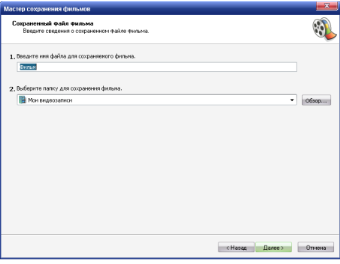 Мастер сохранения фильмов
Сохраненный файл фильма
Введите сведения о сохраненном файле фильма.
1. Введите имя файла для сохраняемого фильма.
Фильм
2. Выберите папку для сохранения фильма.
Мои видеозаписи
Обзор...
< Назад Далее > Отмена